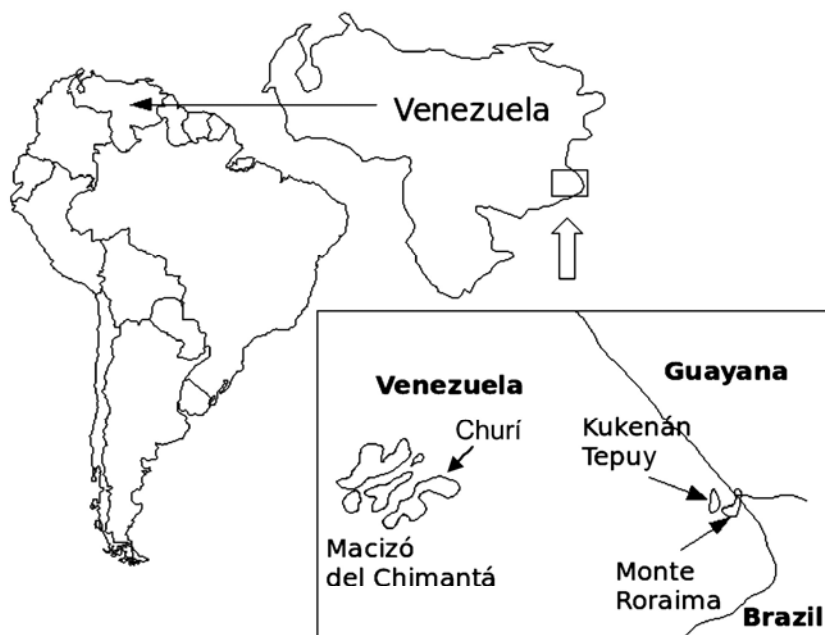 Venezuela
Venezuela
Guayana
Churí
Kukenán
Tepuy
Macizó
del Chimantá
Monte
Roraima
Brazil